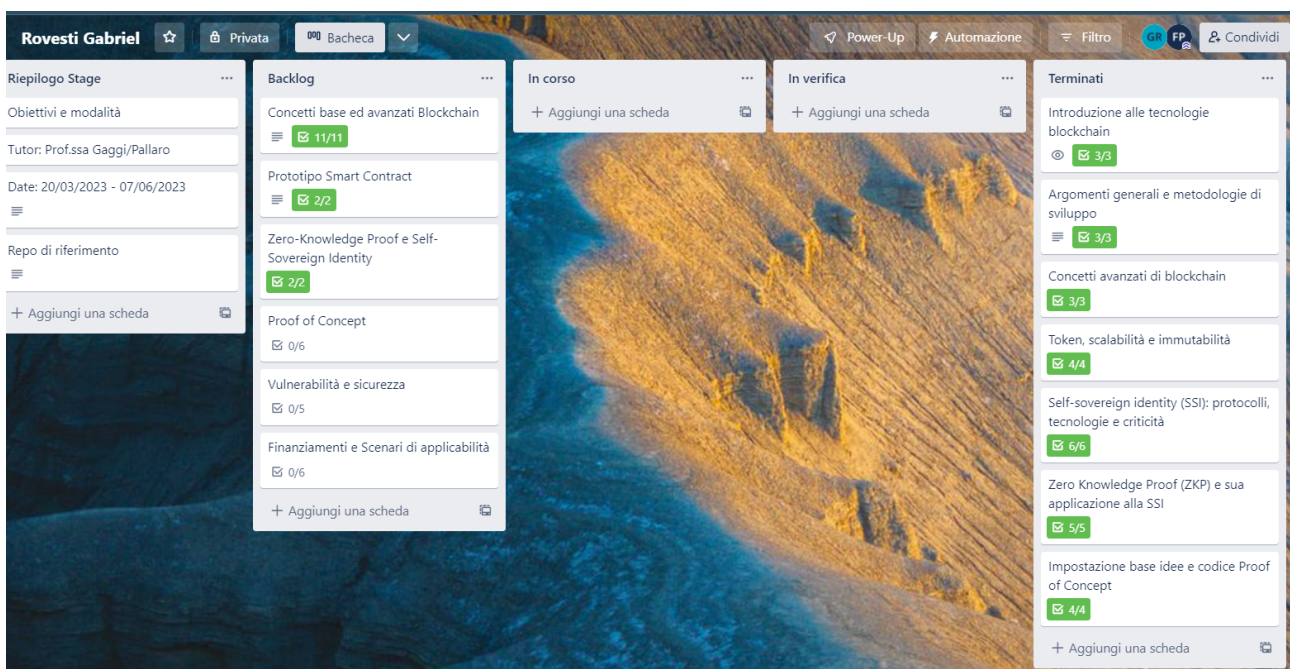 Rovesti Gabriel
Privata
Bacheca
Power-Up
Automazione
Filtro
GR
FP
Condividi
Riepilogo Stage
Obiettivi e modalità
Tutor: Prof.ssa Gaggi/Pallaro
Date: 20/03/2023 - 07/06/2023
Repo di riferimento
+ Aggiungi una scheda
Backlog
Concetti base ed avanzati Blockchain
11/11
Prototipo Smart Contract
2/2
Zero-Knowledge Proof e Self-
Sovereign Identity
2/2
Proof of Concept
0/6
Vulnerabilità e sicurezza
0/5
Finanziamenti e Scenari di applicabilità
0/6
+ Aggiungi una scheda
In corso
+ Aggiungi una scheda
In verifica
+ Aggiungi una scheda
Terminati
Introduzione alle tecnologie
blockchain
3/3
Argomenti generali e metodologie di
sviluppo
3/3
Concetti avanzati di blockchain
3/3
Token, scalabilità e immutabilità
4/4
Self-sovereign identity (SSI): protocolli,
tecnologie e criticità
6/6
Zero Knowledge Proof (ZKP) e sua
applicazione alla SSI
5/5
Impostazione base idee e codice Proof
of Concept
4/4
+ Aggiungi una scheda